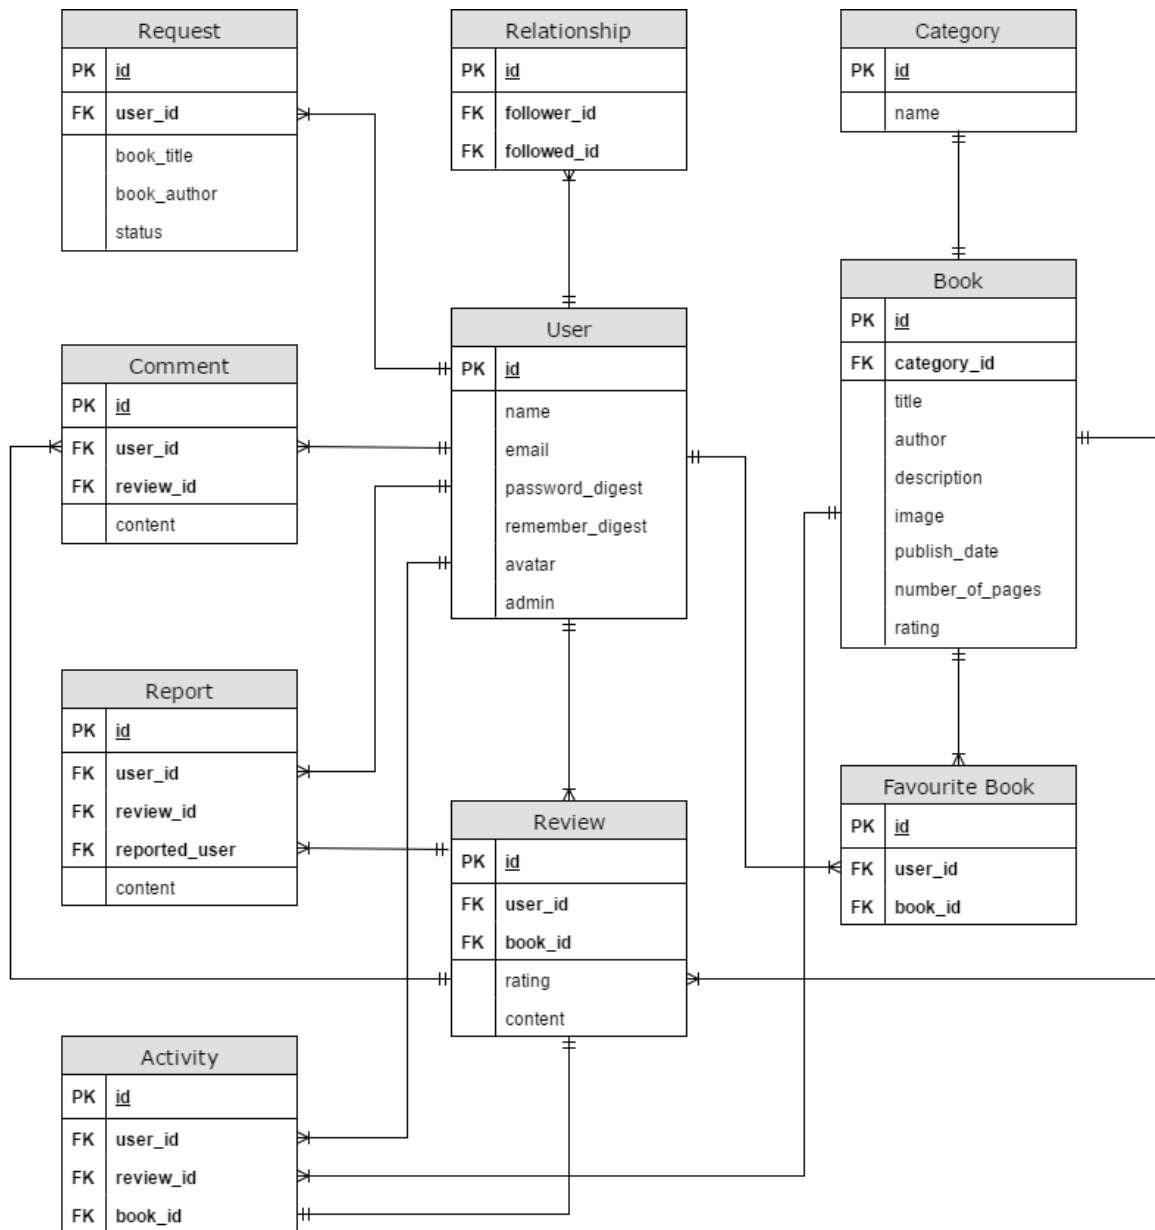 Request
PK id
FK user_id
book_title
book_author
status
Relationship
PK id
FK follower_id
FK followed_id
Category
PK id
name
Comment
PK id
FK user_id
FK review_id
content
User
PK id
name
email
password_digest
remember_digest
avatar
admin
Book
PK id
FK category_id
title
author
description
image
publish_date
number_of_pages
rating
Report
PK id
FK user_id
FK review_id
FK reported_user
content
Review
PK id
FK user_id
FK book_id
rating
content
Favourite Book
PK id
FK user_id
FK book_id
Activity
PK id
FK user_id
FK review_id
FK book_id